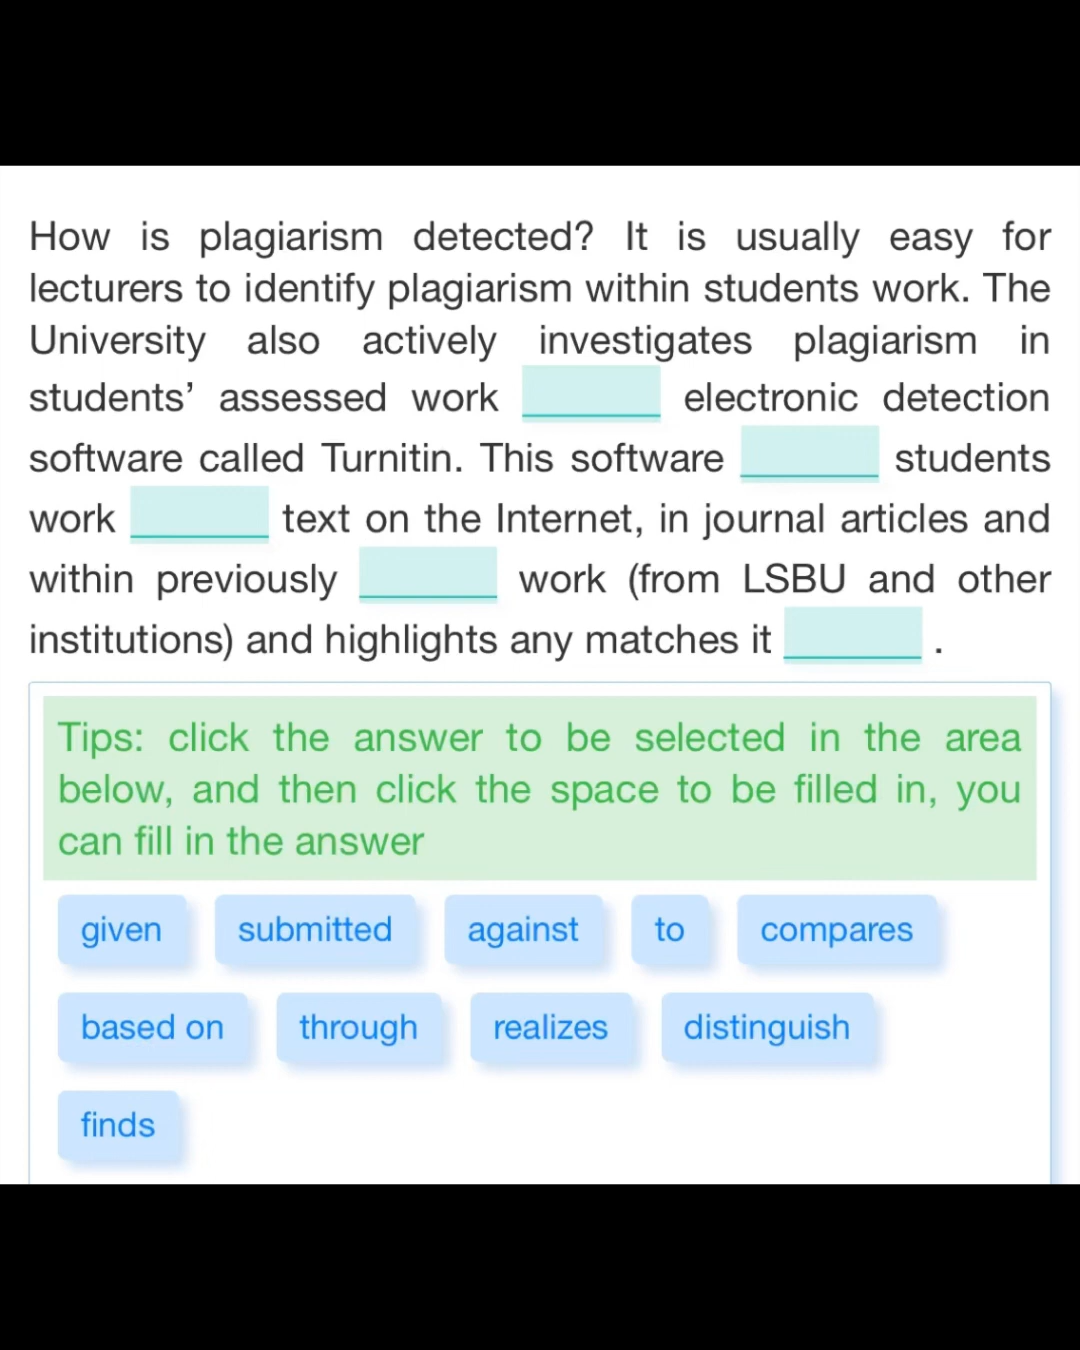 How is plagiarism detected? It is usually easy for
lecturers to identify plagiarism within students work. The
University also actively investigates plagiarism in
students’ assessed work electronic detection
software called Turnitin. This software students
work text on the Internet, in journal articles and
within previously work (from LSBU and other
institutions) and highlights any matches it .
Tips: click the answer to be selected in the area
below, and then click the space to be filled in, you
can fill in the answer
given submitted against to compares
based on through realizes distinguish
finds